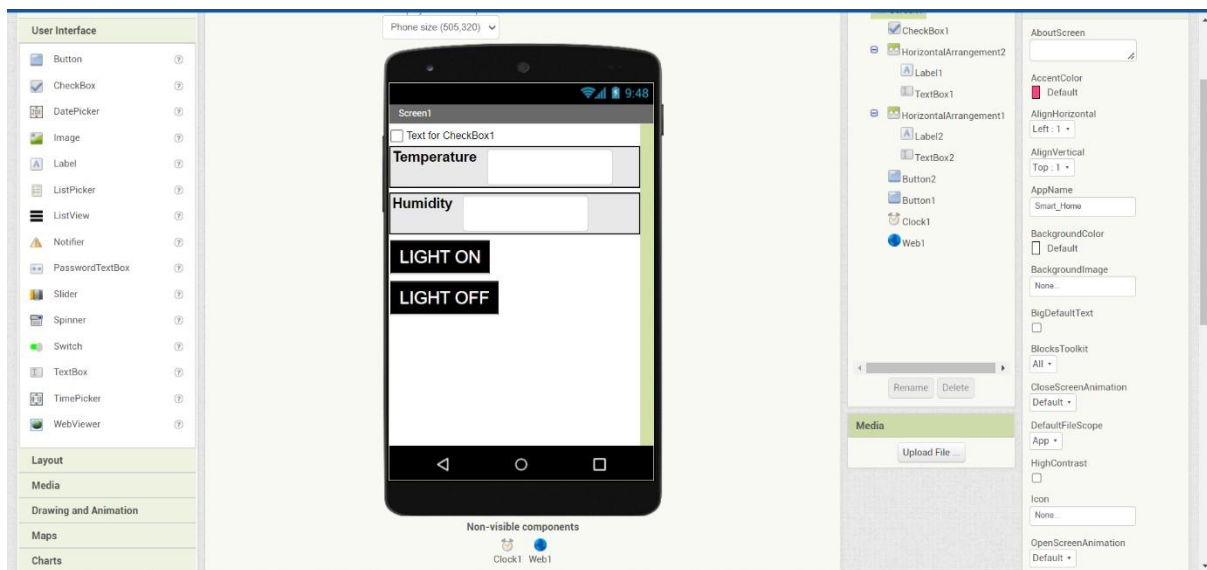 User Interface
Button
CheckBox
DatePicker
Image
Label
ListPicker
ListView
Notifier
PasswordTextBox
Slider
Spinner
Switch
TextBox
TimePicker
WebViewer
Layout
Media
Drawing and Animation
Maps
Charts
Phone size (505,320)
9:48
Screen1
Text for CheckBox1
Temperature
Humidity
LIGHT ON
LIGHT OFF
Non-visible components
Clock1 Web1
CheckBox1
HorizontalArrangement2
Label1
TextBox1
HorizontalArrangement1
Label2
TextBox2
Button2
Button1
Clock1
Web1
Rename Delete
Media
Upload File ...
AboutScreen
AccentColor
Default
AlignHorizontal
Left : 1
AlignVertical
Top : 1
AppName
Smart_Home
BackgroundColor
Default
BackgroundImage
None...
BigDefaultText
BlocksToolkit
All
CloseScreenAnimation
Default
DefaultFileScope
App
HighContrast
Icon
None...
OpenScreenAnimation
Default